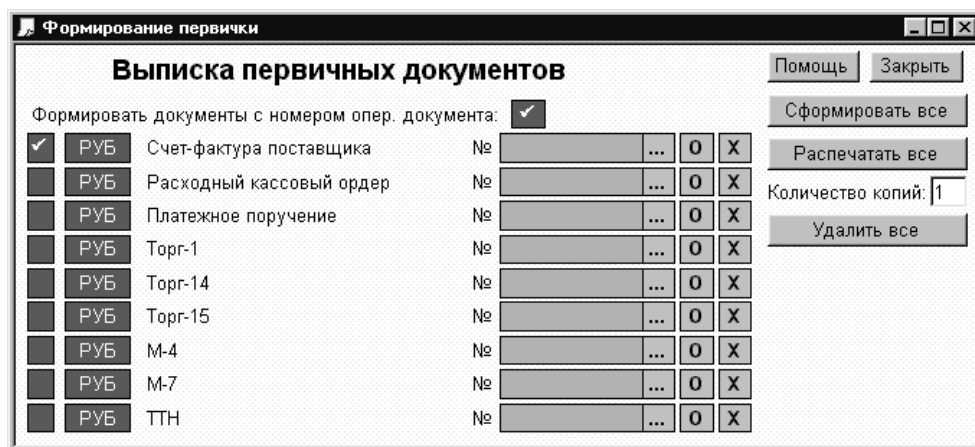 Формирование первички
Выписка первичных документов
Помощь Закрыть
Формировать документы с номером опер. документа:
Сформировать все
РУБ Счет-фактура поставщика № ... О Х
Распечатать все
РУБ Расходный кассовый ордер № ... О Х
Количество копий: 1
РУБ Платежное поручение № ... О Х
Удалить все
РУБ Торг-1 № ... О Х
РУБ Торг-14 № ... О Х
РУБ Торг-15 № ... О Х
РУБ М-4 № ... О Х
РУБ М-7 № ... О Х
РУБ ТТН № ... О Х